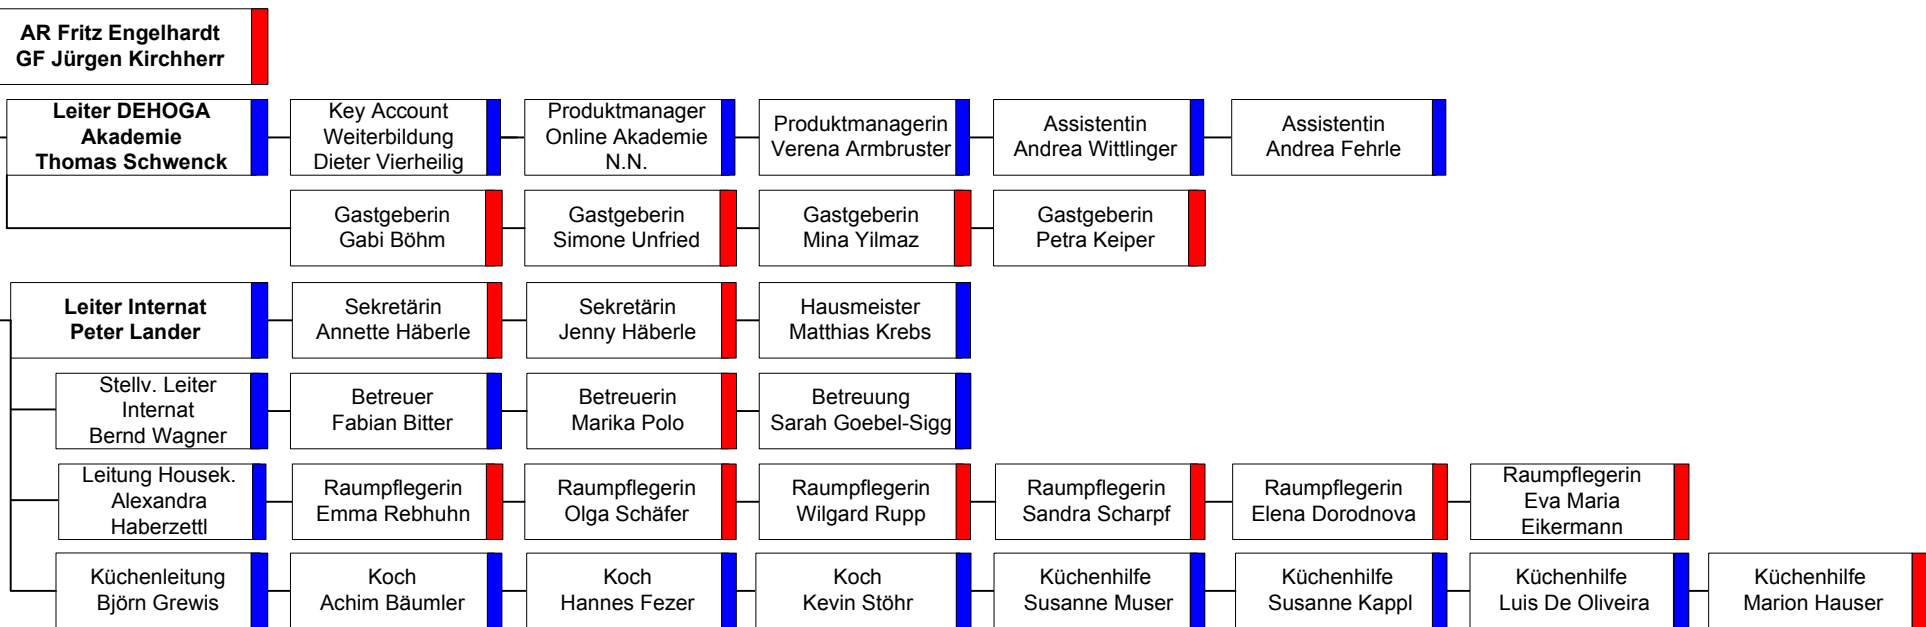 AR Fritz Engelhardt
GF Jürgen Kirchherr
Leiter DEHOGA
Akademie
Thomas Schwenck
Key Account
Weiterbildung
Dieter Vierheilig
Produktmanager
Online Akademie
N.N.
Produktmanagerin
Verena Armbruster
Assistentin
Andrea Wittlinger
Assistentin
Andrea Fehrle
Gastgeberin
Gabi Böhm
Gastgeberin
Simone Unfried
Gastgeberin
Mina Yilmaz
Gastgeberin
Petra Keiper
Leiter Internat
Peter Lander
Sekretärin
Annette Häberle
Sekretärin
Jenny Häberle
Hausmeister
Matthias Krebs
Stellv. Leiter
Internat
Bernd Wagner
Betreuer
Fabian Bitter
Betreuerin
Marika Polo
Betreuung
Sarah Goebel-Sigg
Leitung Housek.
Alexandra
Haberzettl
Raumpflegerin
Emma Rebhuhn
Raumpflegerin
Olga Schäfer
Raumpflegerin
Wilgard Rupp
Raumpflegerin
Sandra Scharpf
Raumpflegerin
Elena Dorodnova
Raumpflegerin
Eva Maria
Eikermann
Küchenleitung
Björn Grewis
Koch
Achim Bäumler
Koch
Hannes Fezer
Koch
Kevin Stöhr
Küchenhilfe
Susanne Muser
Küchenhilfe
Susanne Kappl
Küchenhilfe
Luis De Oliveira
Küchenhilfe
Marion Hauser